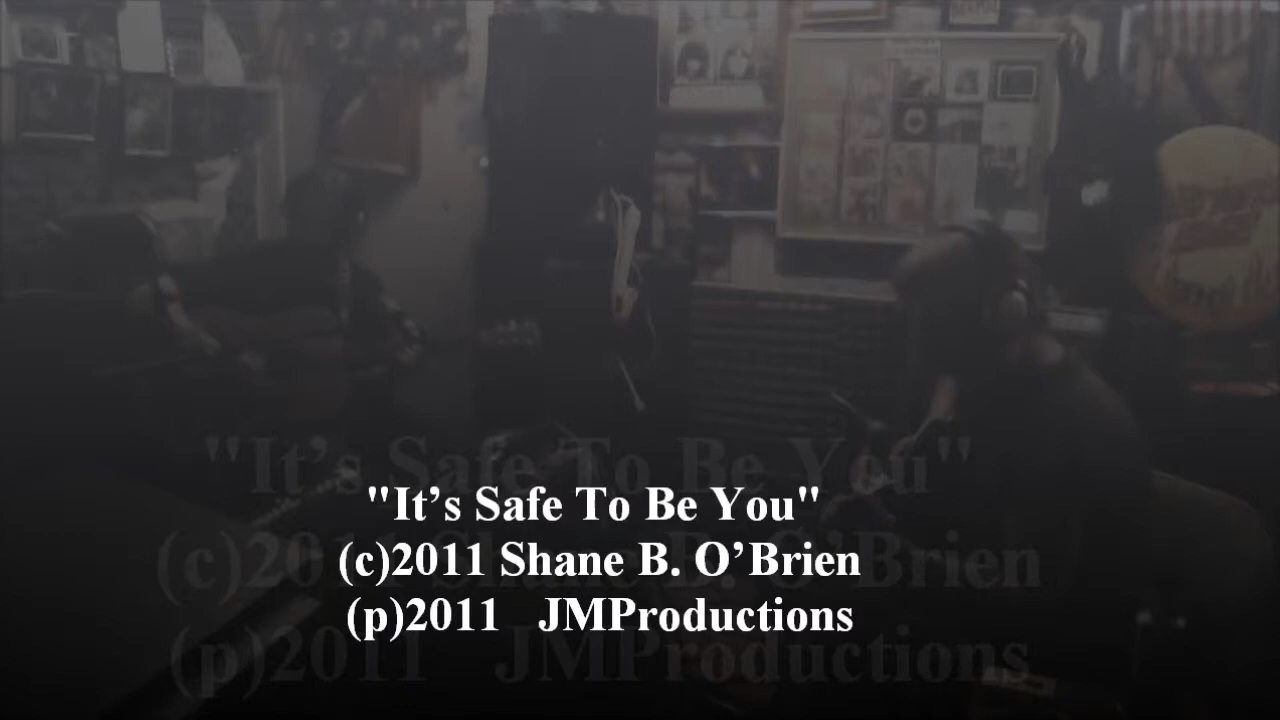 "It’s Safe To Be You"
(c)2011 Shane B. O’Brien
(p)2011 JMProductions